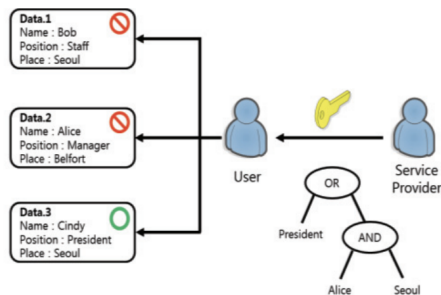 Data.1
Name : Bob
Position : Staff
Place : Seoul
Data.2
Name : Alice
Position : Manager
Place : Belfort
Data.3
Name : Cindy
Position : President
Place : Seoul
User
Service
Provider
OR
President
AND
Alice
Seoul